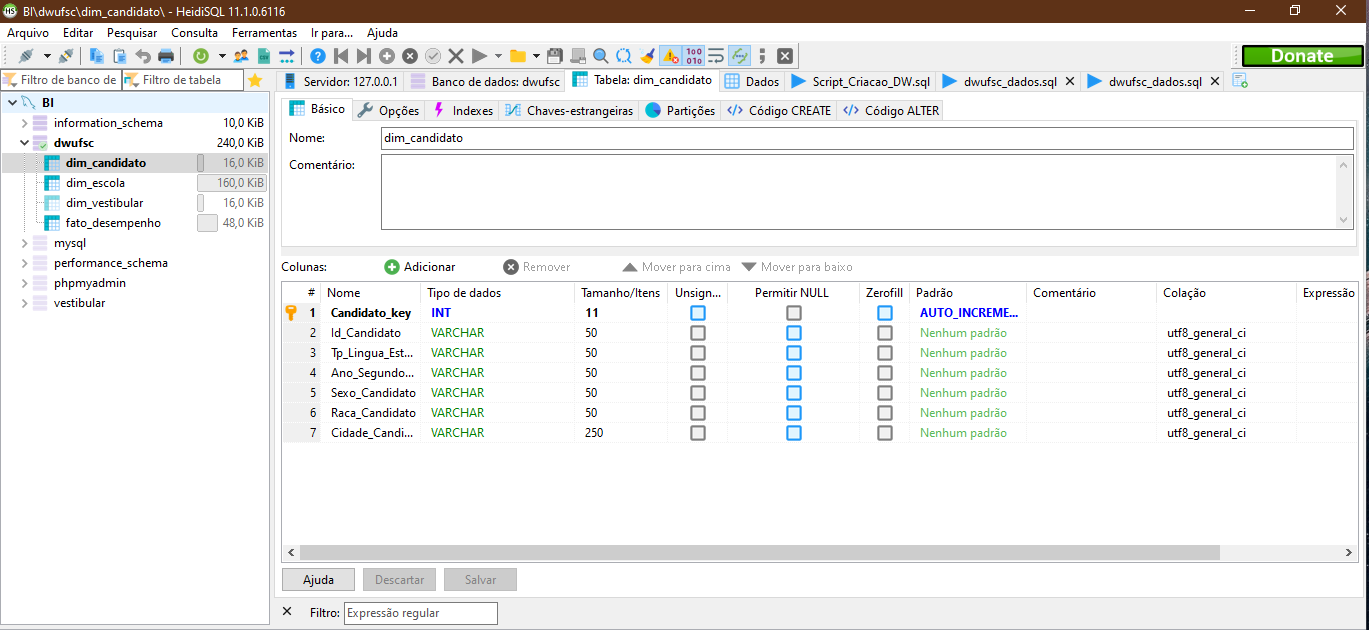 HS BI\dwufsc\dim_candidato\ - HeidiSQL 11.1.0.6116
Arquivo Editar Pesquisar Consulta Ferramentas Ir para... Ajuda
Donate
Filtro de banco de Filtro de tabela
Servidor: 127.0.0.1 Banco de dados: dwufsc Tabela: dim_candidato Dados Script_Criacao_DW.sql dwufsc_dados.sql dwufsc_dados.sql
BI
information_schema 10,0 KiB
dwufsc 240,0 KiB
dim_candidato 16,0 KiB
dim_escola 160,0 KiB
dim_vestibular 16,0 KiB
fato_desempenho 48,0 KiB
mysql
performance_schema
phpmyadmin
vestibular
Básico Opções Indexes Chaves-estrangeiras Partições Código CREATE Código ALTER
Nome: dim_candidato
Comentário:
Colunas: Adicionar Remover Mover para cima Mover para baixo
# Nome Tipo de dados Tamanho/Itens Unsign... Permitir NULL Zerofill Padrão Comentário Colação Expressão
1 Candidato_key INT 11 AUTO_INCREME...
2 Id_Candidato VARCHAR 50 Nenhum padrão utf8_general_ci
3 Tp_Lingua_Est... VARCHAR 50 Nenhum padrão utf8_general_ci
4 Ano_Segundo... VARCHAR 50 Nenhum padrão utf8_general_ci
5 Sexo_Candidato VARCHAR 50 Nenhum padrão utf8_general_ci
6 Raca_Candidato VARCHAR 50 Nenhum padrão utf8_general_ci
7 Cidade_Candi... VARCHAR 250 Nenhum padrão utf8_general_ci
Ajuda Descartar Salvar
Filtro: Expressão regular